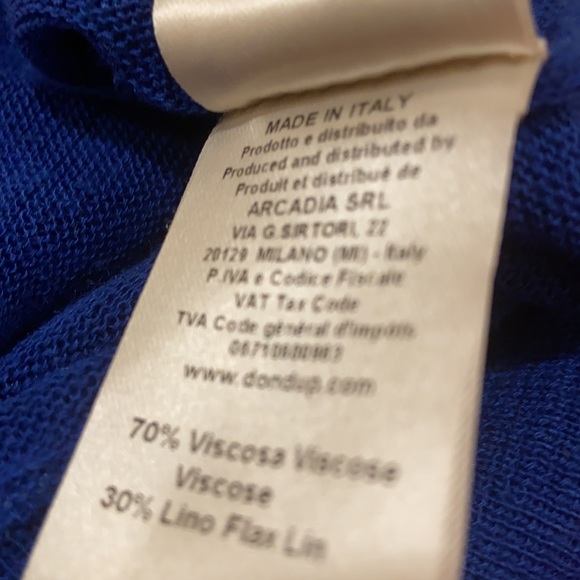 MADE IN ITALY
Prodotto e distribuito da
Produced and distributed by
Produit et distribué de
ARCADIA SRL
VIA G.SIRTORI, 22
20129 MILANO (MI) - Italy
P.IVA e Codice Fiscale
VAT Tax Code
TVA Code général d'impôts
www.dondup.com
70% Viscosa Viscose
Viscose
30% Lino Flax Lin